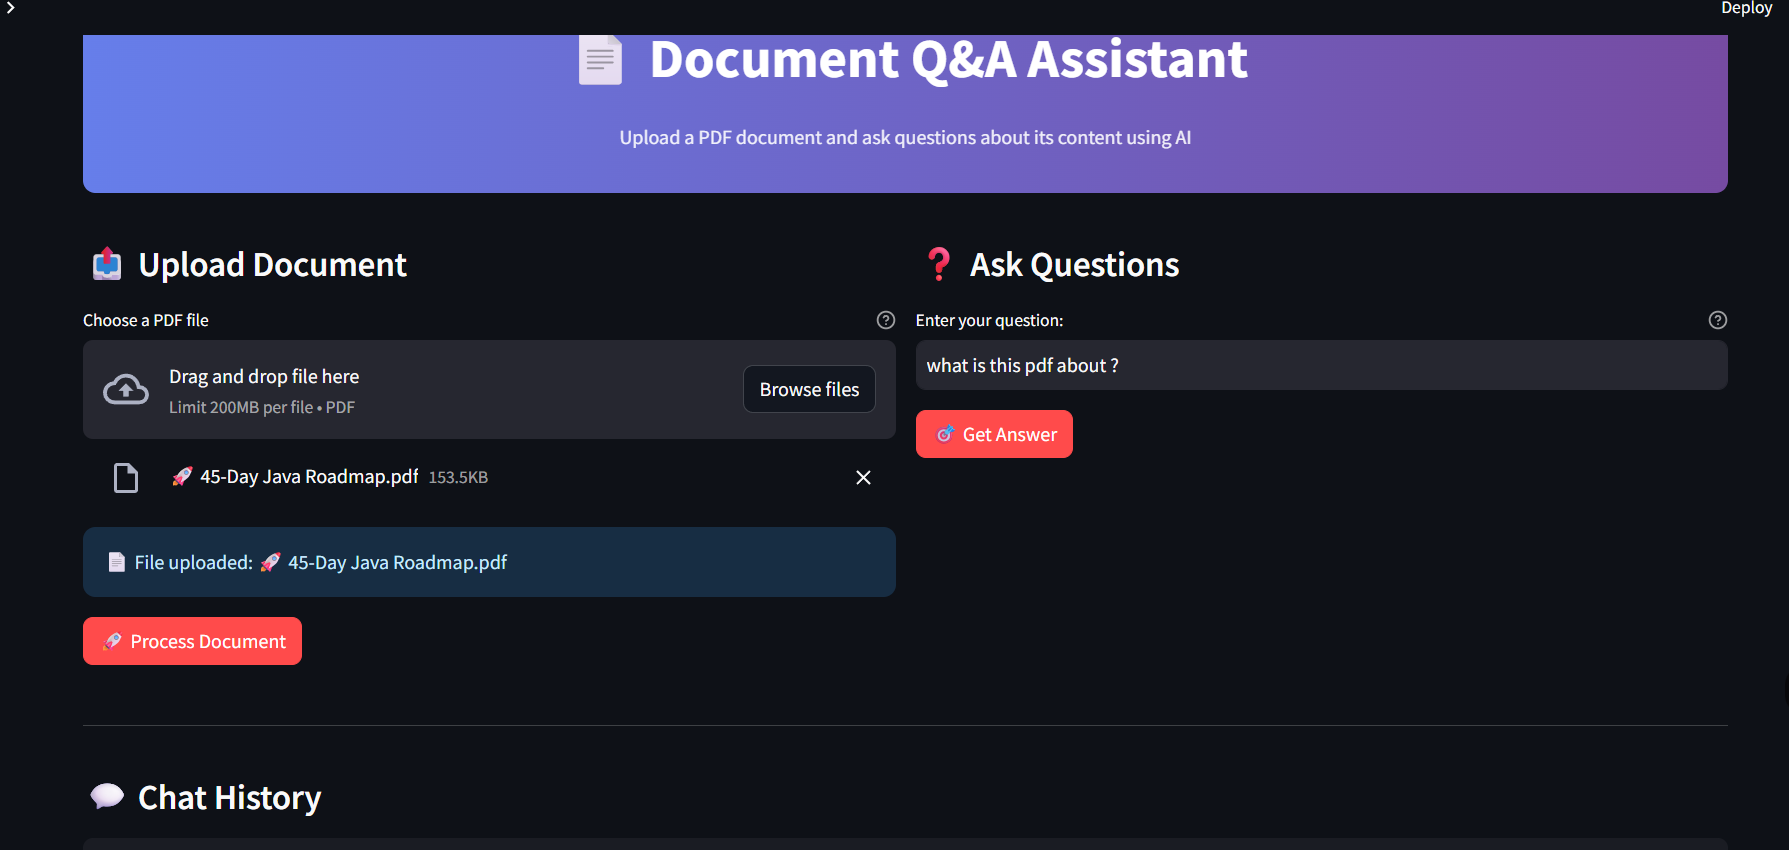 Deploy
Document Q&A Assistant
Upload a PDF document and ask questions about its content using AI
Upload Document
Choose a PDF file
Drag and drop file here
Limit 200MB per file • PDF
Browse files
🚀 45-Day Java Roadmap.pdf 153.5KB
📄 File uploaded: 🚀 45-Day Java Roadmap.pdf
🚀 Process Document
Ask Questions
Enter your question:
what is this pdf about ?
🎯 Get Answer
Chat History